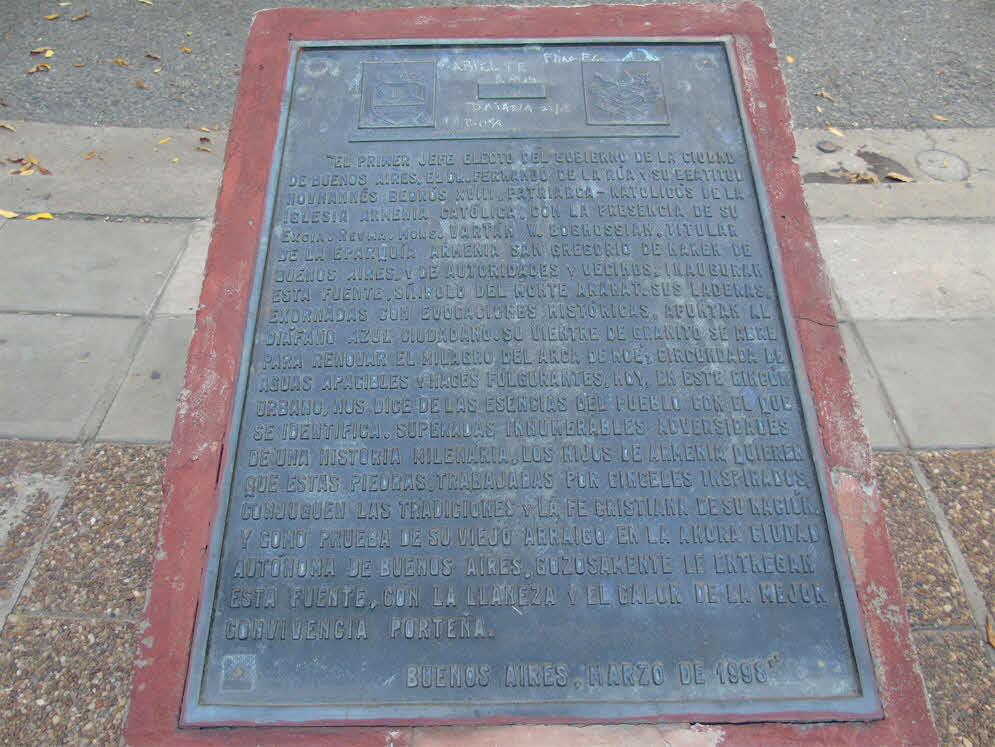 "EL PRIMER JEFE ELECTO DEL GOBIERNO DE LA CIUDAD
DE BUENOS AIRES, EL DR. FERNANDO DE LA RÚA Y SU BEATITUD
HOVHANNÉS BEDRÓS XVIII, PATRIARCA-KATOLICÓS DE LA
IGLESIA ARMENIA CATÓLICA, CON LA PRESENCIA DE SU
EXCIA. REVMA. MONS. VARTÁN W. BOGHOSSIAN, TITULAR
DE LA EPARQUÍA ARMENIA SAN GREGORIO DE NAREK DE
BUENOS AIRES, Y DE AUTORIDADES Y VECINOS, INAUGURAN
ESTA FUENTE, SÍMBOLO DEL MONTE ARARAT. SUS LADERAS,
EXORNADAS CON EVOCACIONES HISTÓRICAS, APUNTAN AL
DIÁFANO AZUL CIUDADANO. SU VIENTRE DE GRANITO SE ABRE
PARA RENOVAR EL MILAGRO DEL ARCA DE NOÉ, CIRCUNDADA DE
AGUAS APACIBLES Y HACES FULGURANTES, HOY, EN ESTE RINCÓN
URBANO, NOS DICE DE LAS ESENCIAS DEL PUEBLO CON EL QUE
SE IDENTIFICA. SUPERADAS INNUMERABLES ADVERSIDADES
DE UNA HISTORIA MILENARIA, LOS HIJOS DE ARMENIA QUIEREN
QUE ESTAS PIEDRAS, TRABAJADAS POR CINCELES INSPIRADOS,
CONJUGUEN LAS TRADICIONES Y LA FE CRISTIANA DE SU NACIÓN.
Y COMO PRUEBA DE SU VIEJO ARRAIGO EN LA AHORA CIUDAD
AUTÓNOMA DE BUENOS AIRES, GOZOSAMENTE LE ENTREGAN
ESTA FUENTE, CON LA LLANEZA Y EL CALOR DE LA MEJOR
CONVIVENCIA PORTEÑA.
BUENOS AIRES, MARZO DE 1998"